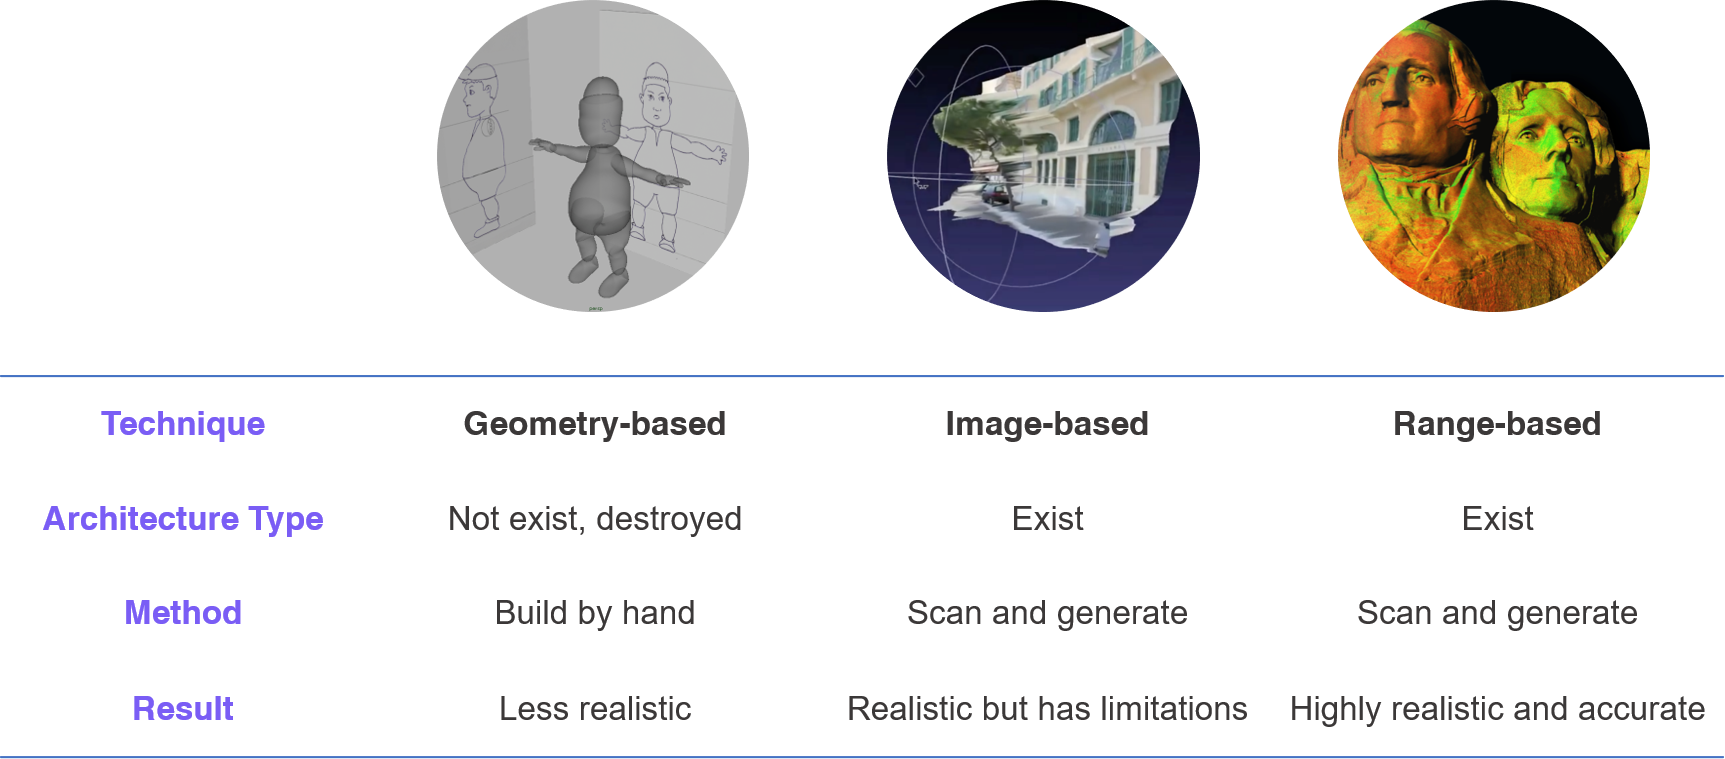 persp
Technique Geometry-based Image-based Range-based
Architecture Type Not exist, destroyed Exist Exist
Method Build by hand Scan and generate Scan and generate
Result Less realistic Realistic but has limitations Highly realistic and accurate